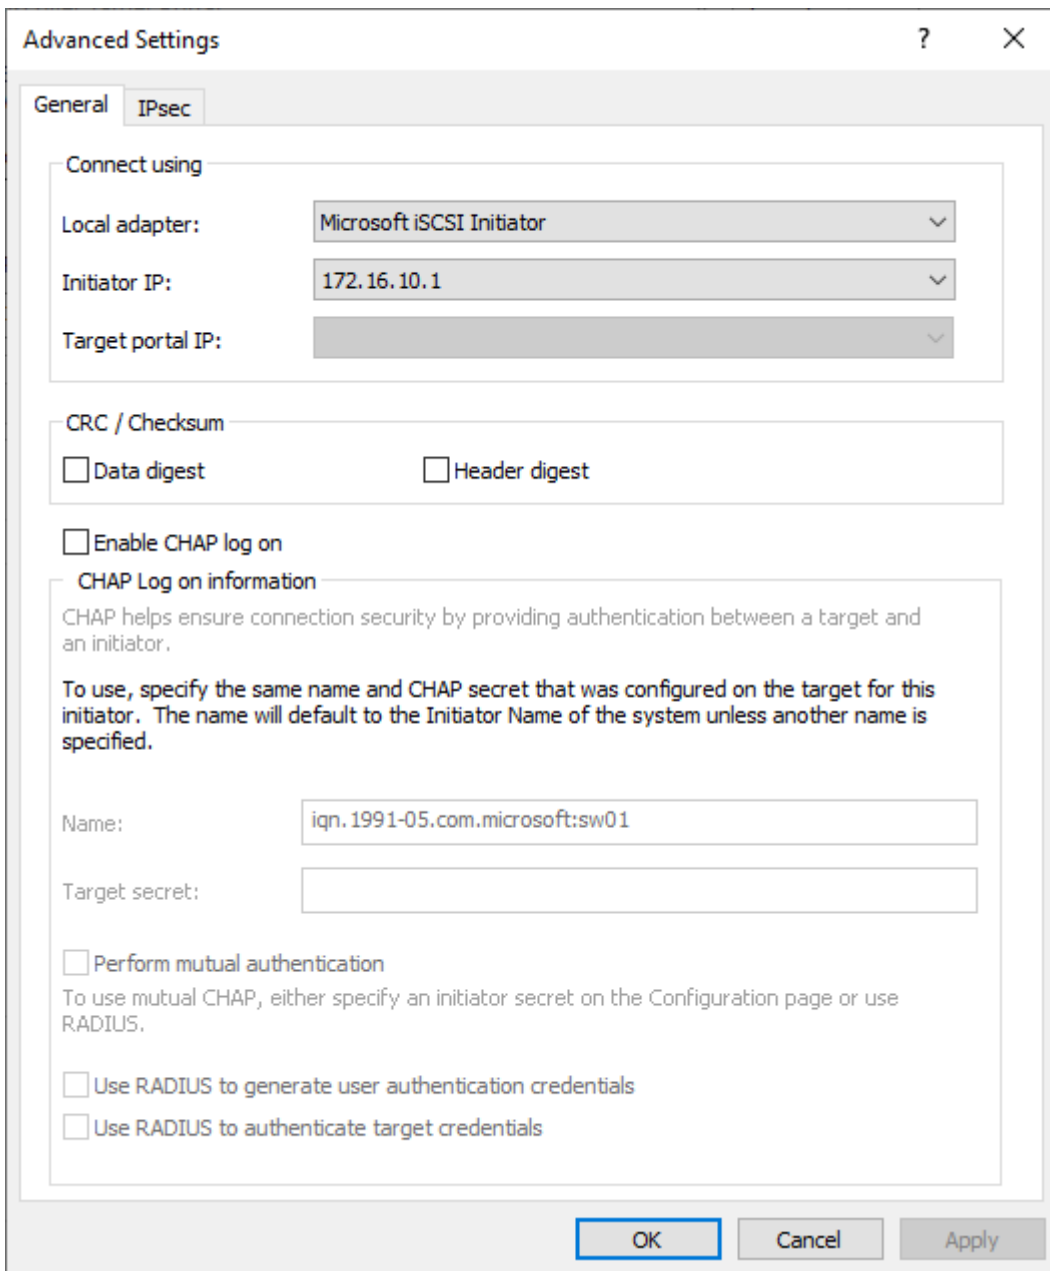 Advanced Settings
?
General
IPsec
Connect using
Local adapter:
Microsoft iSCSI Initiator
Initiator IP:
172.16.10.1
Target portal IP:
CRC / Checksum
Data digest
Header digest
Enable CHAP log on
CHAP Log on information
CHAP helps ensure connection security by providing authentication between a target and
an initiator.
To use, specify the same name and CHAP secret that was configured on the target for this
initiator.  The name will default to the Initiator Name of the system unless another name is
specified.
Name:
iqn.1991-05.com.microsoft:sw01
Target secret:
Perform mutual authentication
To use mutual CHAP, either specify an initiator secret on the Configuration page or use
RADIUS.
Use RADIUS to generate user authentication credentials
Use RADIUS to authenticate target credentials
OK
Cancel
Apply